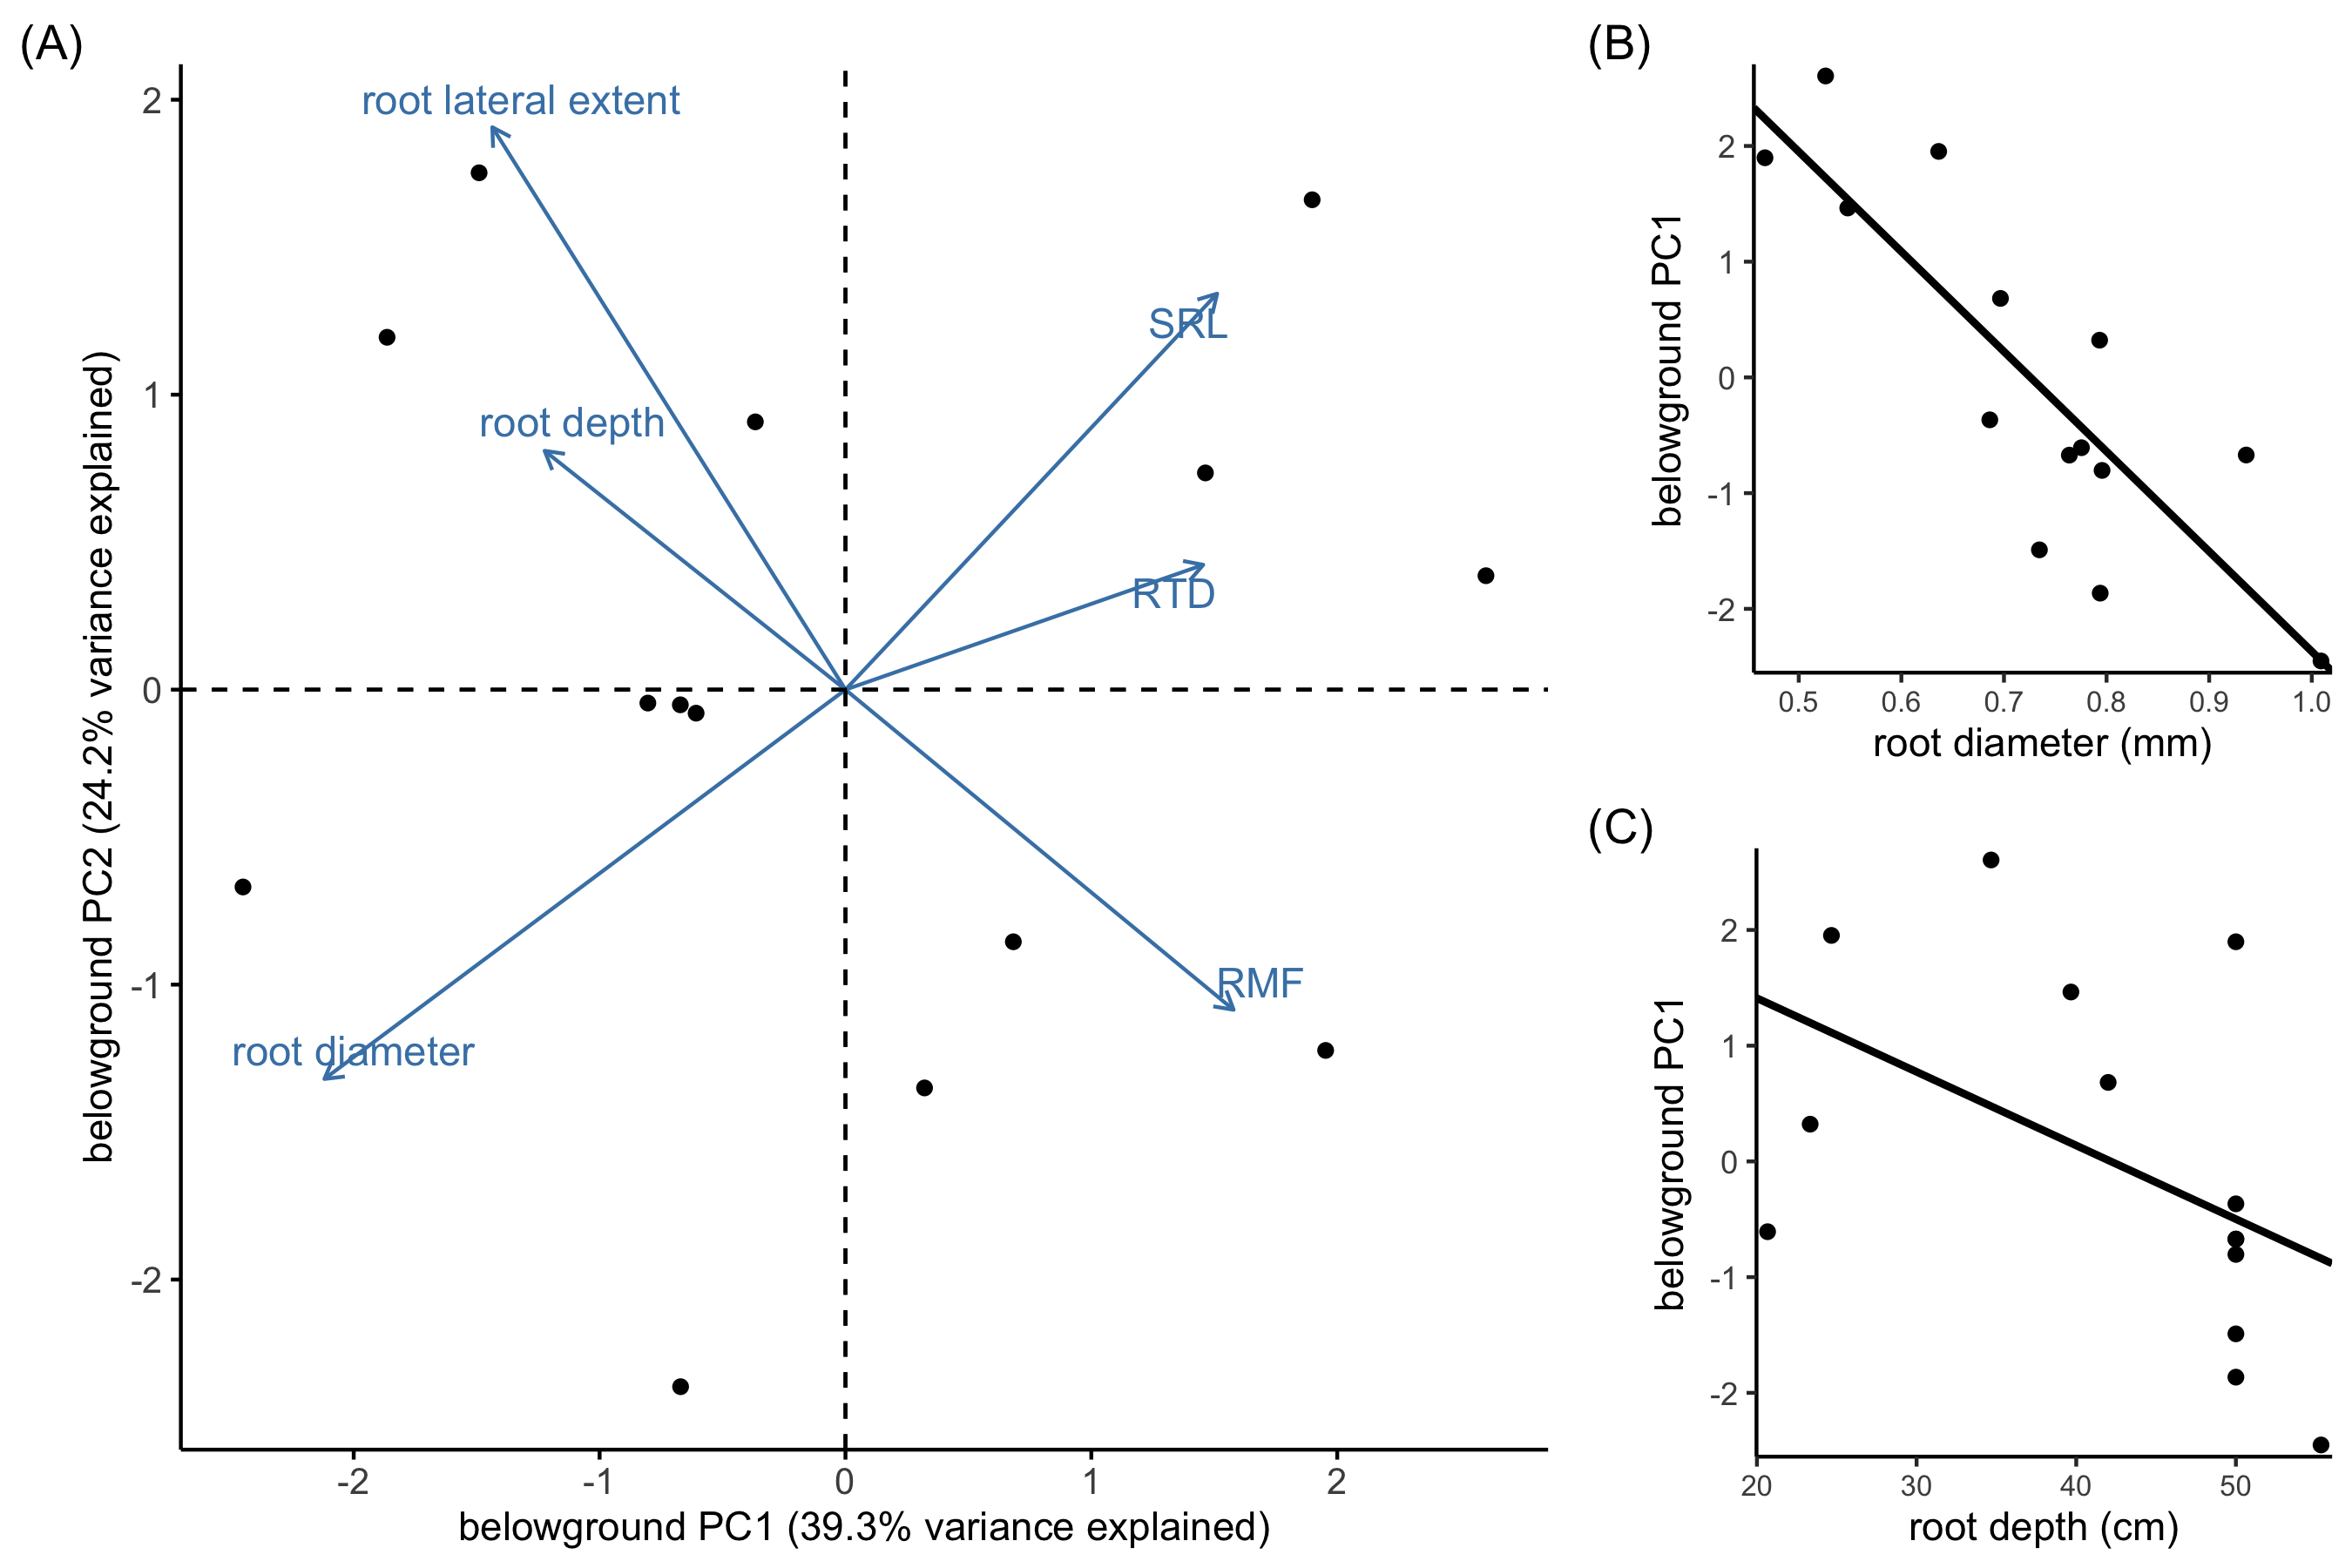 (A)
root lateral extent
root depth
SRL
RTD
RMF
root diameter
2
1
0
-1
-2
belowground PC2 (24.2% variance explained)
-2
-1
0
1
2
belowground PC1 (39.3% variance explained)
(B)
2
1
0
-1
-2
belowground PC1
0.5
0.6
0.7
0.8
0.9
1.0
root diameter (mm)
(C)
2
1
0
-1
-2
belowground PC1
20
30
40
50
root depth (cm)